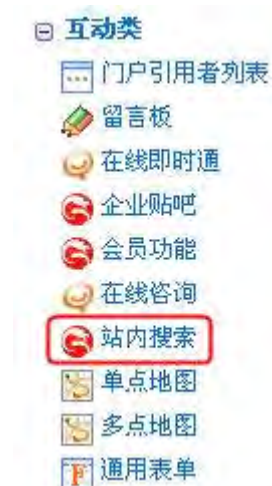 互动类
门户引用者列表
留言板
在线即时通
企业贴吧
会员功能
在线咨询
站内搜索
单点地图
多点地图
通用表单